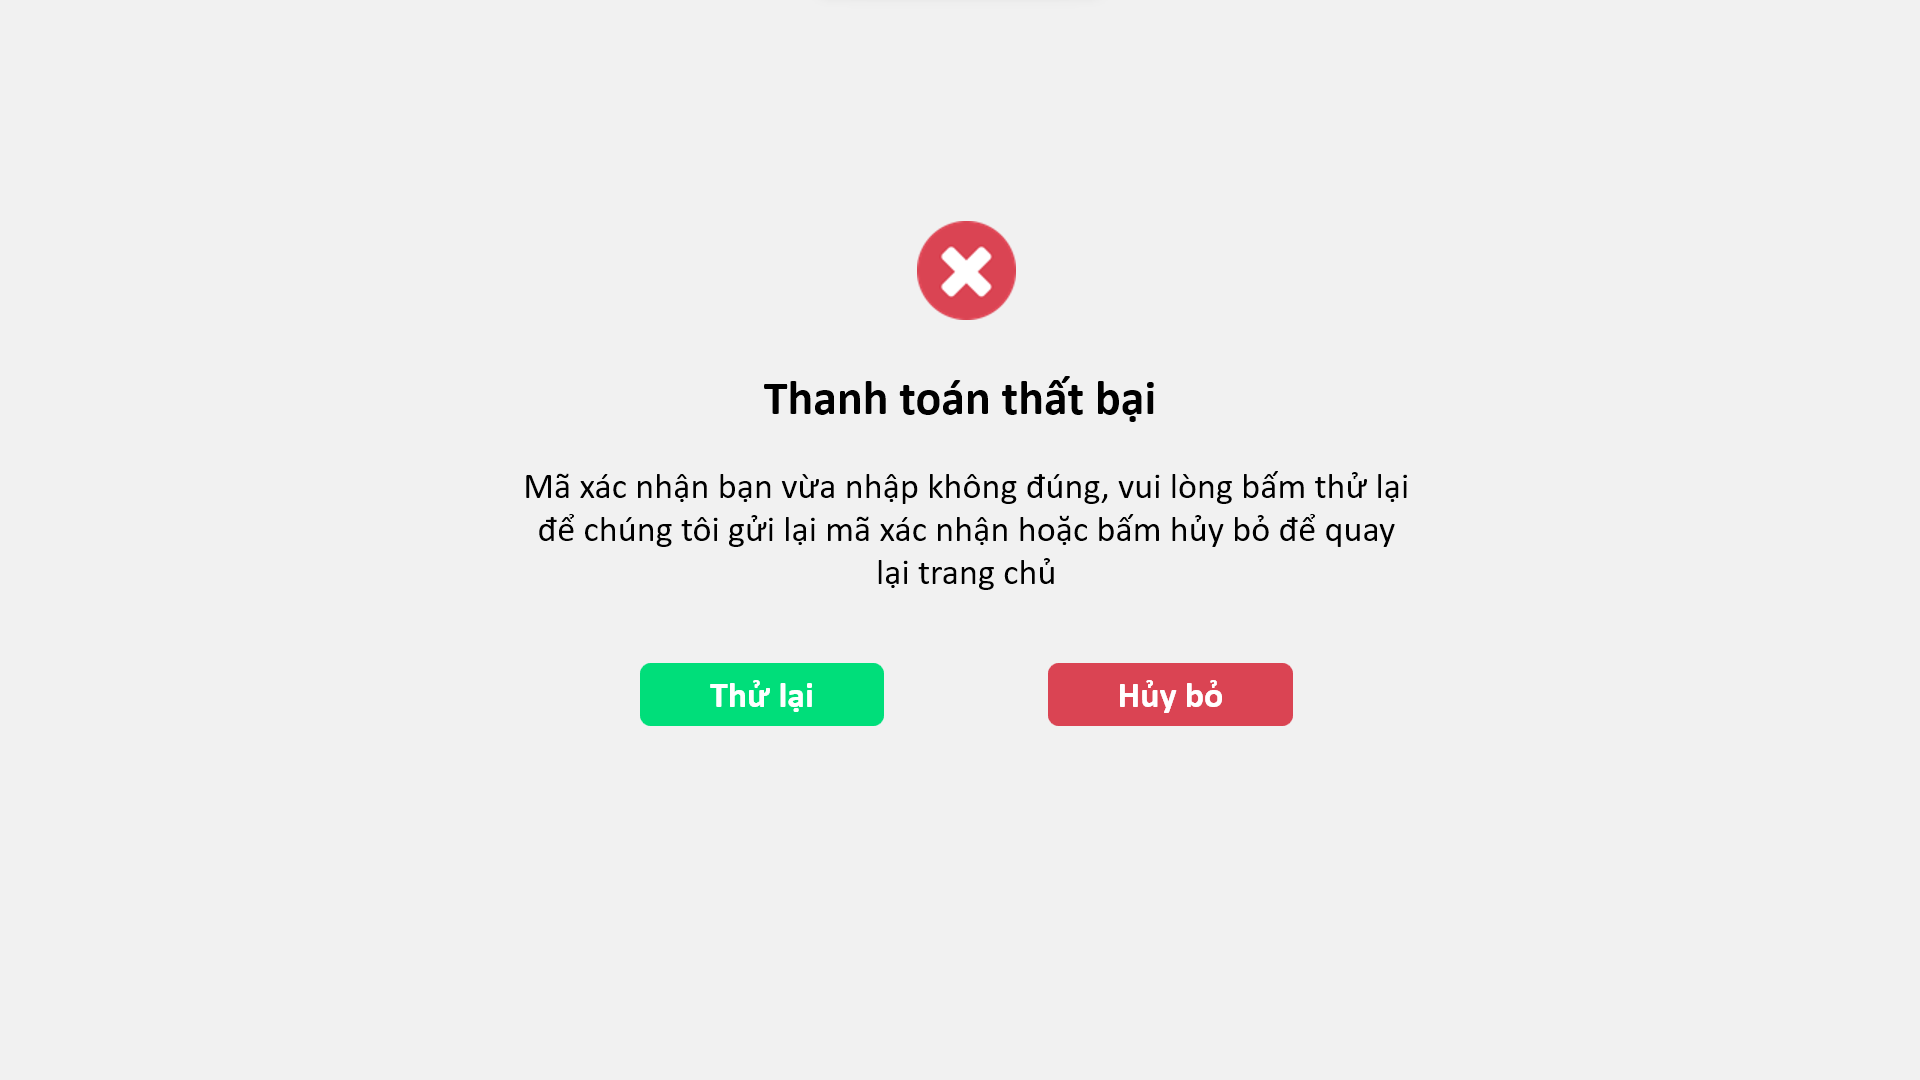 Thanh toán thất bại
Mã xác nhận bạn vừa nhập không đúng, vui lòng bấm thử lại
để chúng tôi gửi lại mã xác nhận hoặc bấm hủy bỏ để quay
lại trang chủ
Thử lại
Hủy bỏ